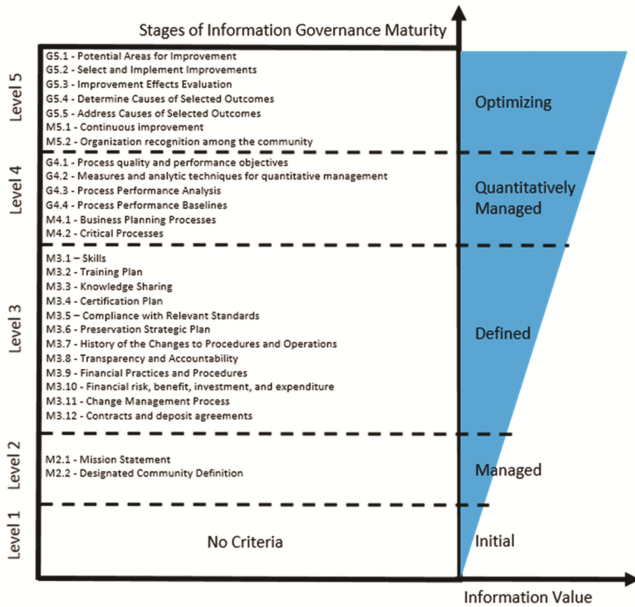 Stages of Information Governance Maturity
Level 5
G5.1 - Potential Areas for Improvement
G5.2 - Select and Implement Improvements
G5.3 - Improvement Effects Evaluation
G5.4 - Determine Causes of Selected Outcomes
G5.5 - Address Causes of Selected Outcomes
M5.1 - Continuous improvement
M5.2 - Organization recognition among the community
Optimizing
Level 4
G4.1 - Process quality and performance objectives
G4.2 - Measures and analytic techniques for quantitative management
G4.3 - Process Performance Analysis
G4.4 - Process Performance Baselines
M4.1 - Business Planning Processes
M4.2 - Critical Processes
Quantitatively
Managed
Level 3
M3.1 – Skills
M3.2 - Training Plan
M3.3 - Knowledge Sharing
M3.4 - Certification Plan
M3.5 – Compliance with Relevant Standards
M3.6 - Preservation Strategic Plan
M3.7 - History of the Changes to Procedures and Operations
M3.8 - Transparency and Accountability
M3.9 - Financial Practices and Procedures
M3.10 - Financial risk, benefit, investment, and expenditure
M3.11 - Change Management Process
M3.12 - Contracts and deposit agreements
Defined
Level 2
M2.1 - Mission Statement
M2.2 - Designated Community Definition
Managed
Level 1
No Criteria
Initial
Information Value